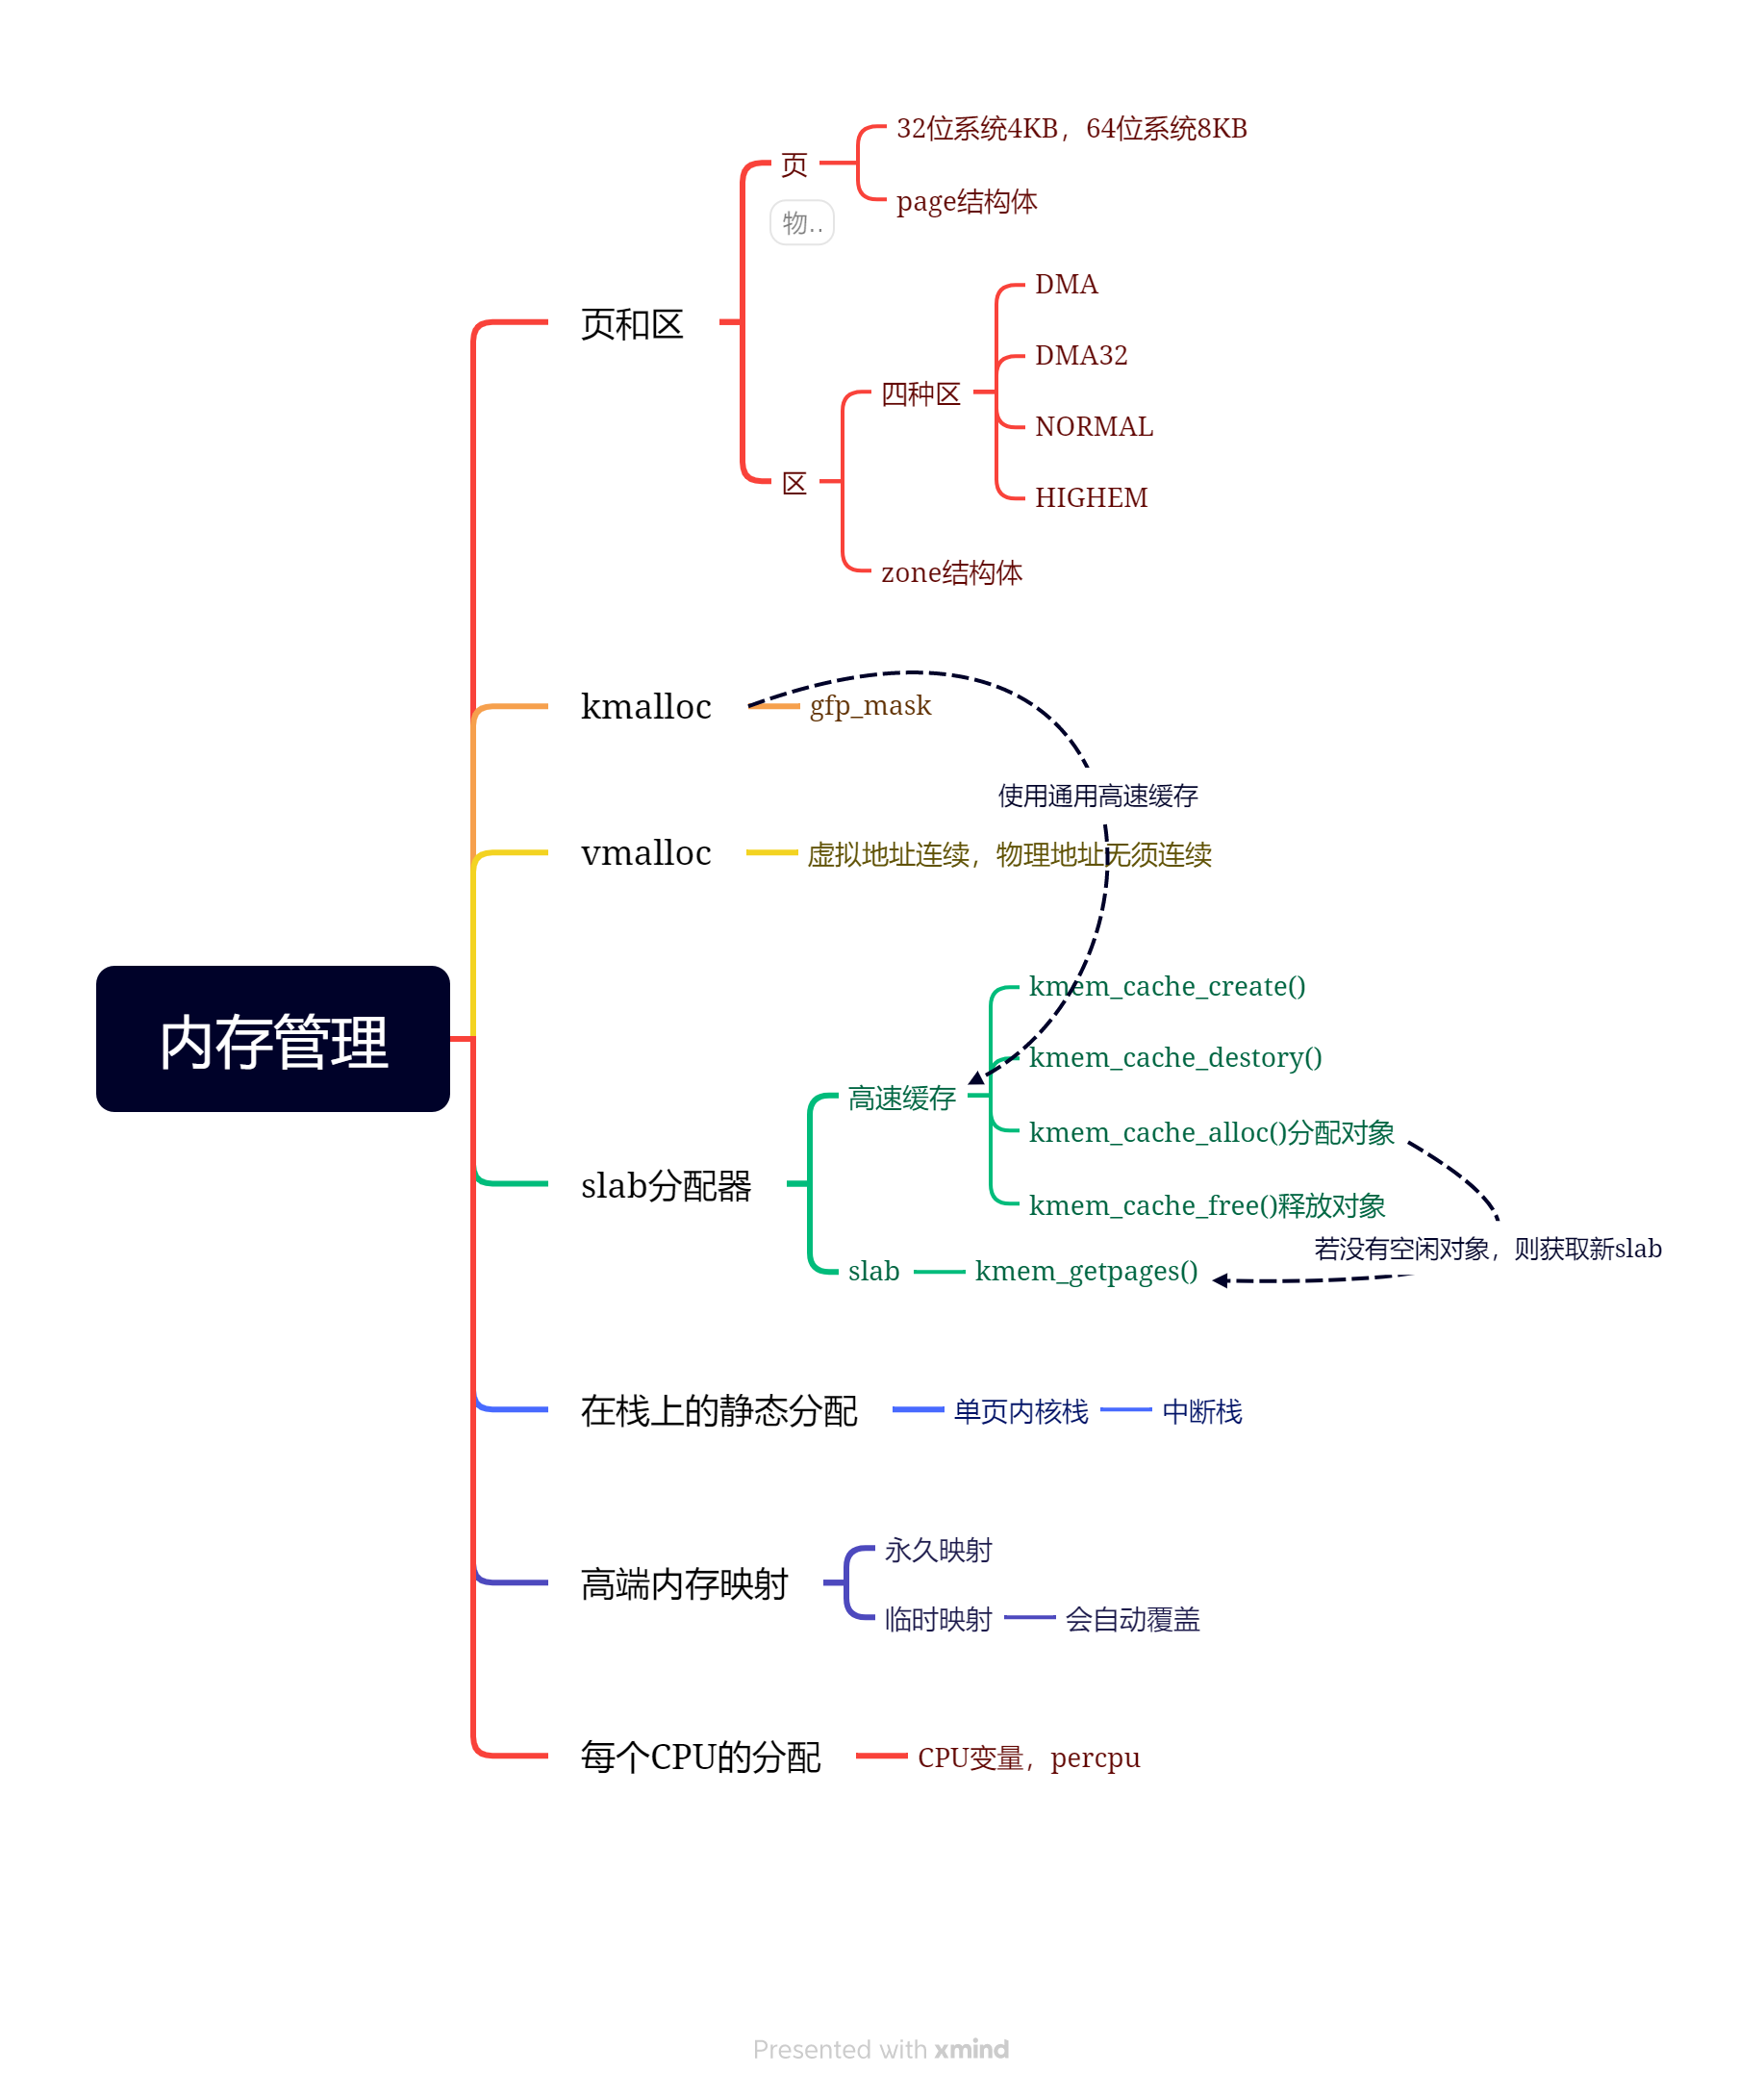 32位系统4KB，64位系统8KB
页
page结构体
物..
DMA
页和区
DMA32
四种区
NORMAL
区
HIGHEM
zone结构体
kmalloc
gfp_mask
使用通用高速缓存
vmalloc
虚拟地址连续，物理地址无须连续
内存管理
kmem_cache_create()
kmem_cache_destory()
高速缓存
kmem_cache_alloc()分配对象
slab分配器
kmem_cache_free()释放对象
若没有空闲对象，则获取新slab
slab
kmem_getpages()
在栈上的静态分配
单页内核栈
中断栈
永久映射
高端内存映射
临时映射
会自动覆盖
每个CPU的分配
CPU变量，percpu
Presented with xmind